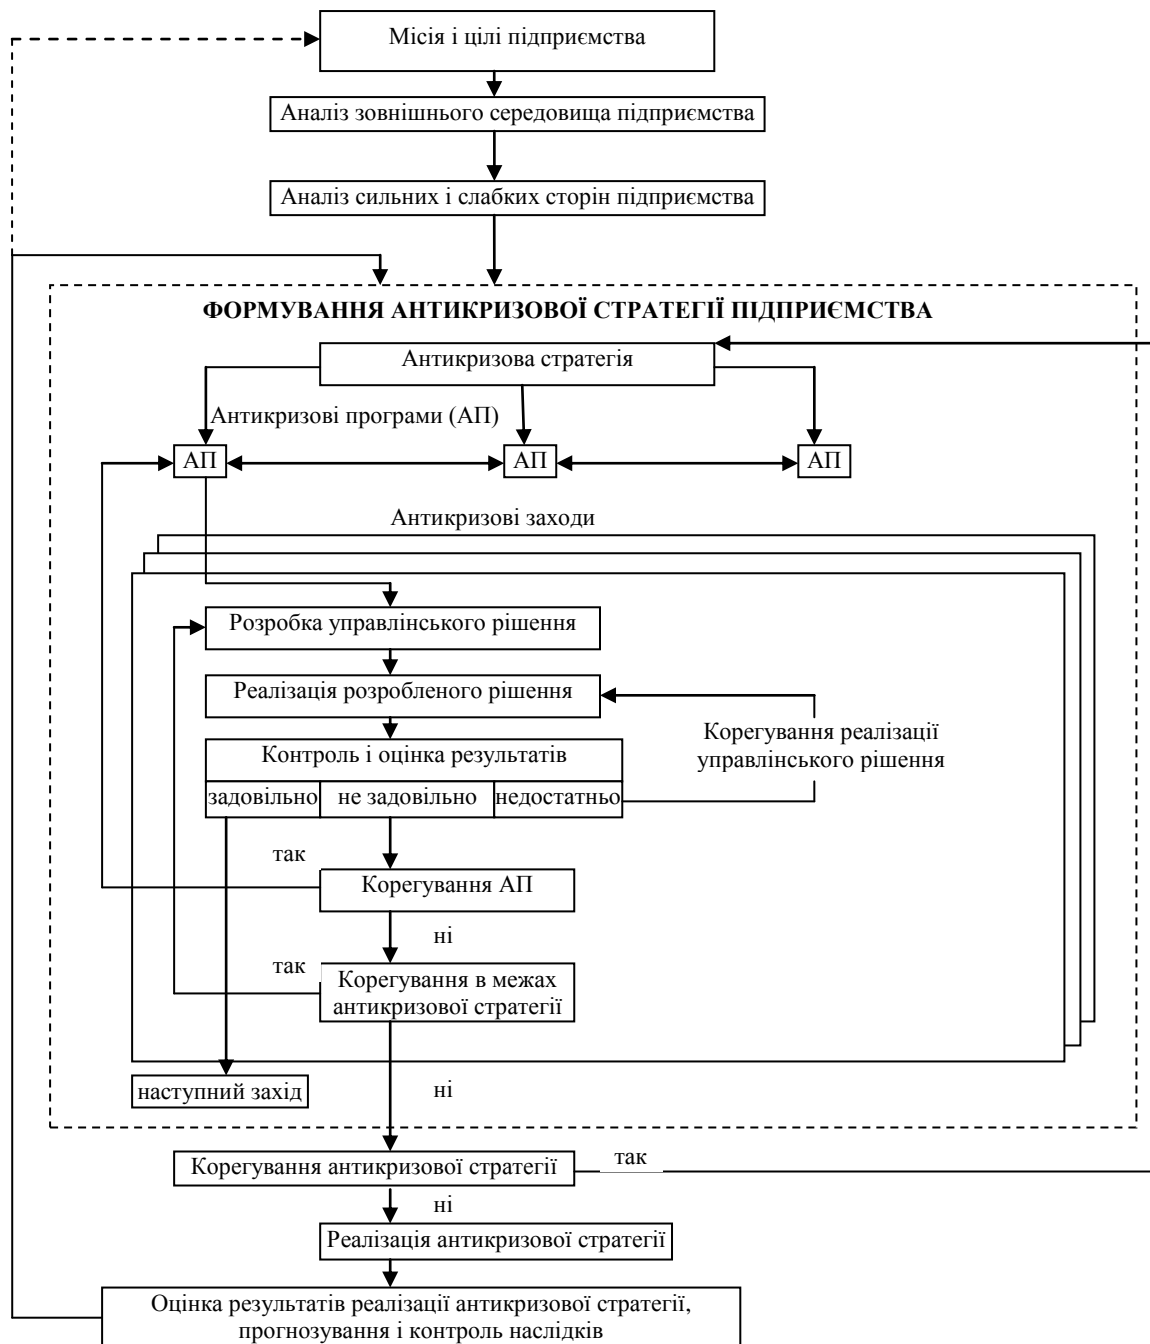 Місія і цілі підприємства
Аналіз зовнішнього середовища підприємства
Аналіз сильних і слабких сторін підприємства
ФОРМУВАННЯ АНТИКРИЗОВОЇ СТРАТЕГІЇ ПІДПРИЄМСТВА
Антикризова стратегія
Антикризові програми (АП)
АП
АП
АП
Антикризові заходи
Розробка управлінського рішення
Реалізація розробленого рішення
Корегування реалізації
управлінського рішення
Контроль і оцінка результатів
задовільно
не задовільно
недостатньо
так
Корегування АП
ні
так
Корегування в межах
антикризової стратегії
наступний захід
ні
Корегування антикризової стратегії
так
ні
Реалізація антикризової стратегії
Оцінка результатів реалізації антикризової стратегії,
прогнозування і контроль наслідків